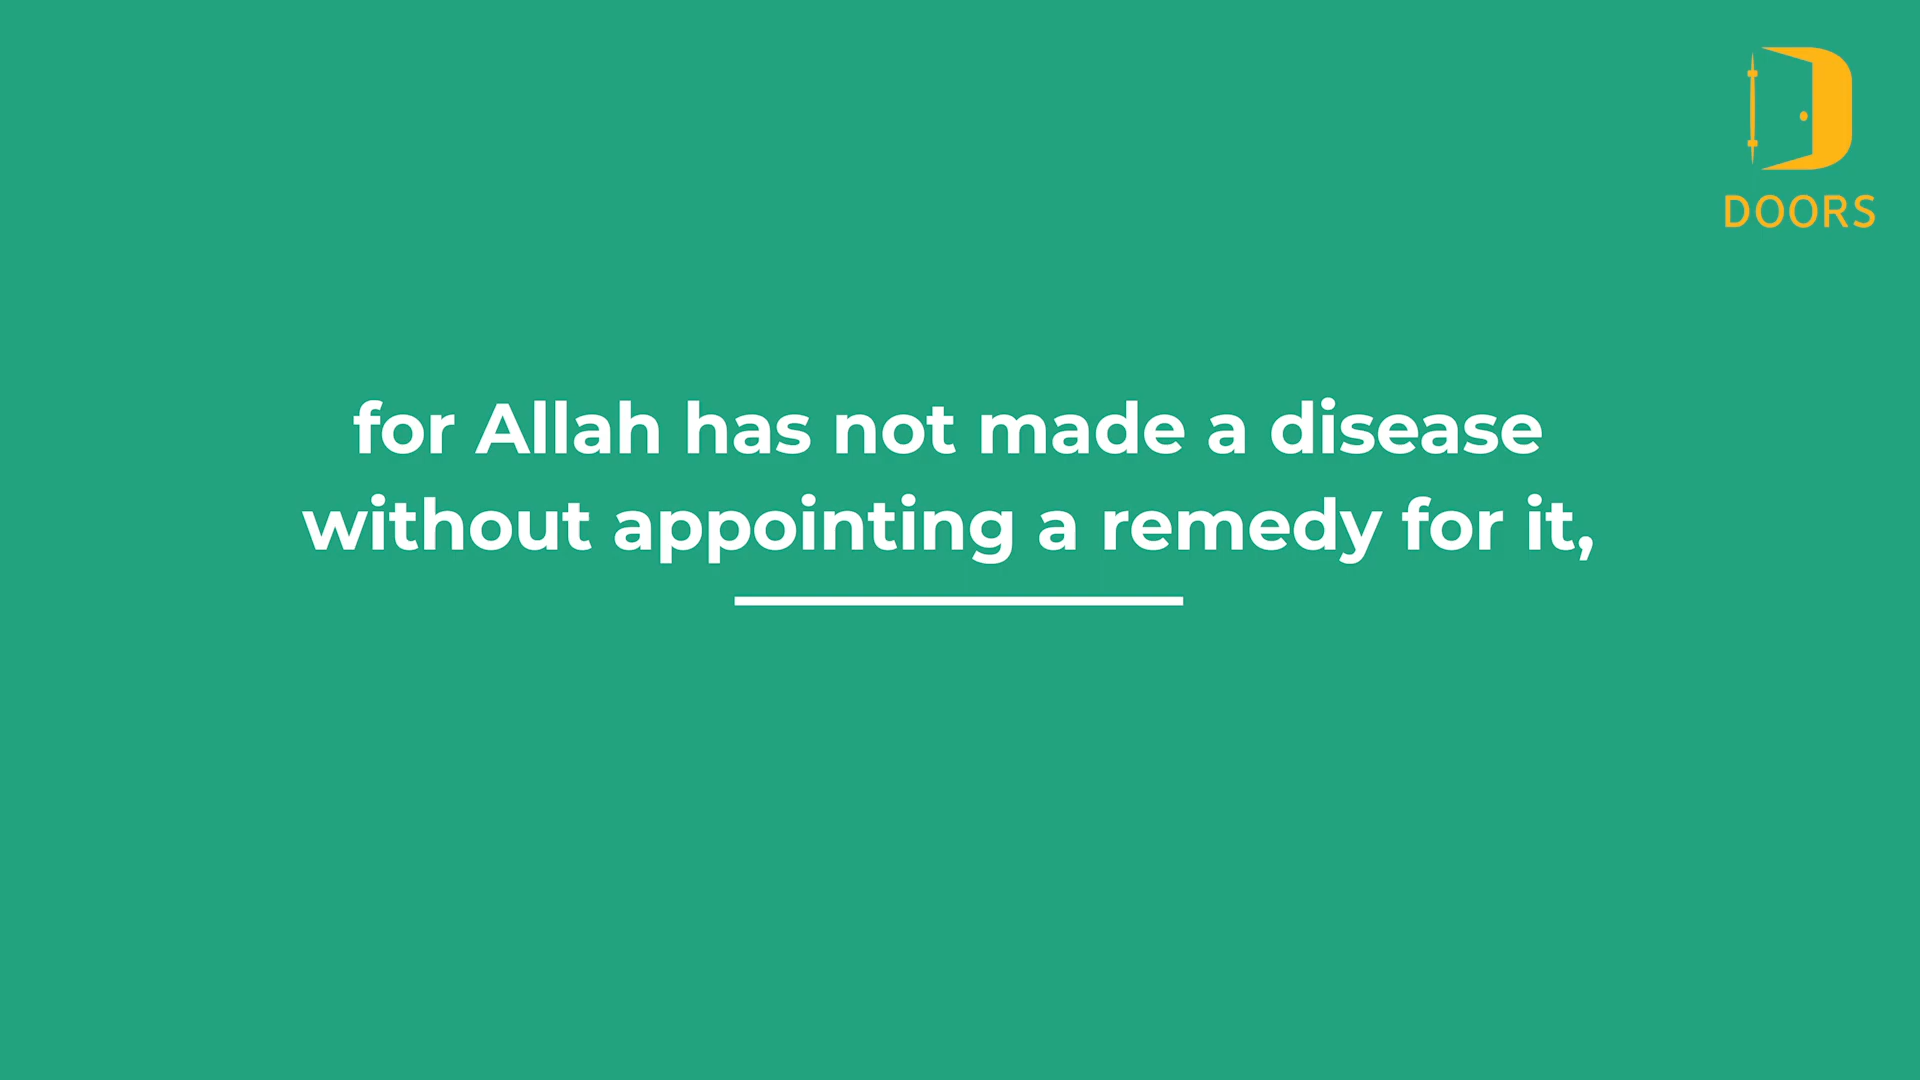 DOORS
for Allah has not made a disease
without appointing a remedy for it,